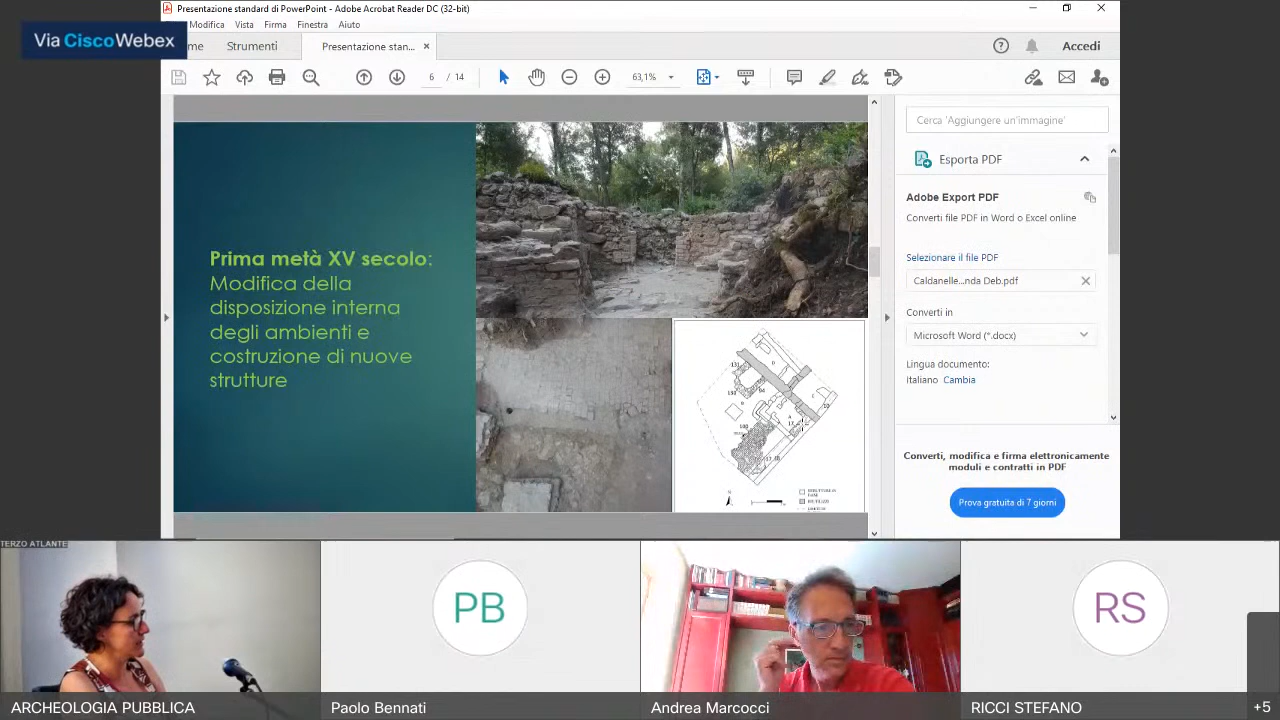 Presentazione standard di PowerPoint - Adobe Acrobat Reader DC (32-bit)
Modifica Vista Firma Finestra Aiuto
Via Cisco Webex
me Strumenti Presentazione stan... × Accedi
6 / 14 63,1%
Prima metà XV secolo:
Modifica della
disposizione interna
degli ambienti e
costruzione di nuove
strutture
Cerca 'Aggiungere un'immagine'
Esporta PDF
Adobe Export PDF
Converti file PDF in Word o Excel online
Selezionare il file PDF
Caldanelle...nda Deb.pdf
Converti in
Microsoft Word (*.docx)
Lingua documento:
Italiano Cambia
Converti, modifica e firma elettronicamente
moduli e contratti in PDF
Prova gratuita di 7 giorni
TERZO ATLANTE
PB
RS
ARCHEOLOGIA PUBBLICA
Paolo Bennati
Andrea Marcocci
RICCI STEFANO
+5